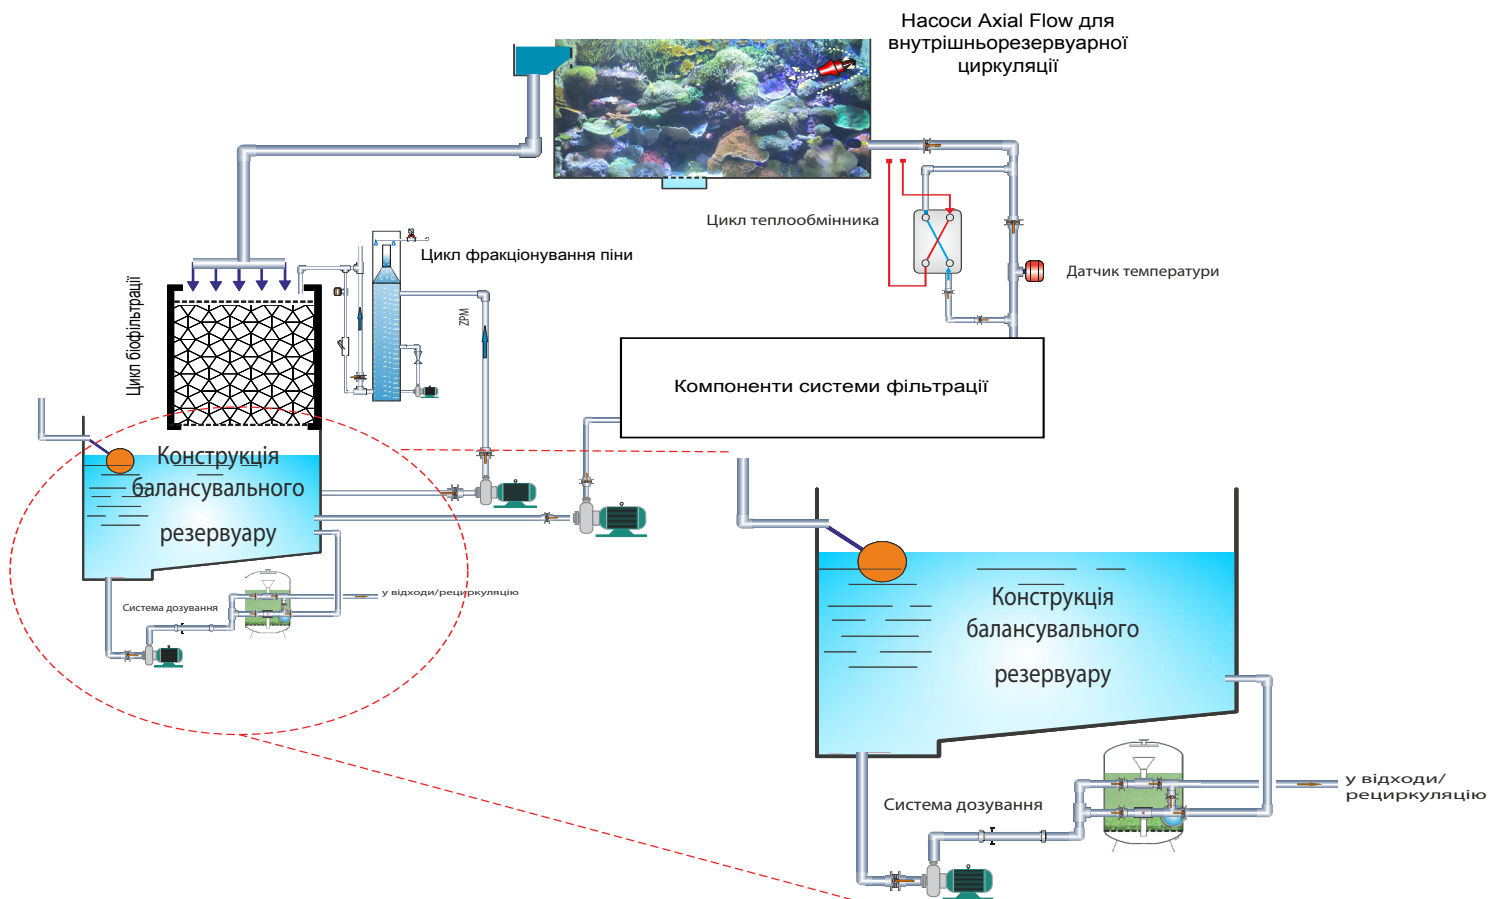 Насоси Axial Flow для
внутрішньорезервуарної
циркуляції
Цикл теплообмінника
Цикл фракціонування піни
Датчик температури
Цикл біофільтрації
ZPM
Компоненти системи фільтрації
Конструкція
балансувального
резервуару
Система дозування
у відходи/рециркуляцію
Конструкція
балансувального
резервуару
Система дозування
у відходи/
рециркуляцію